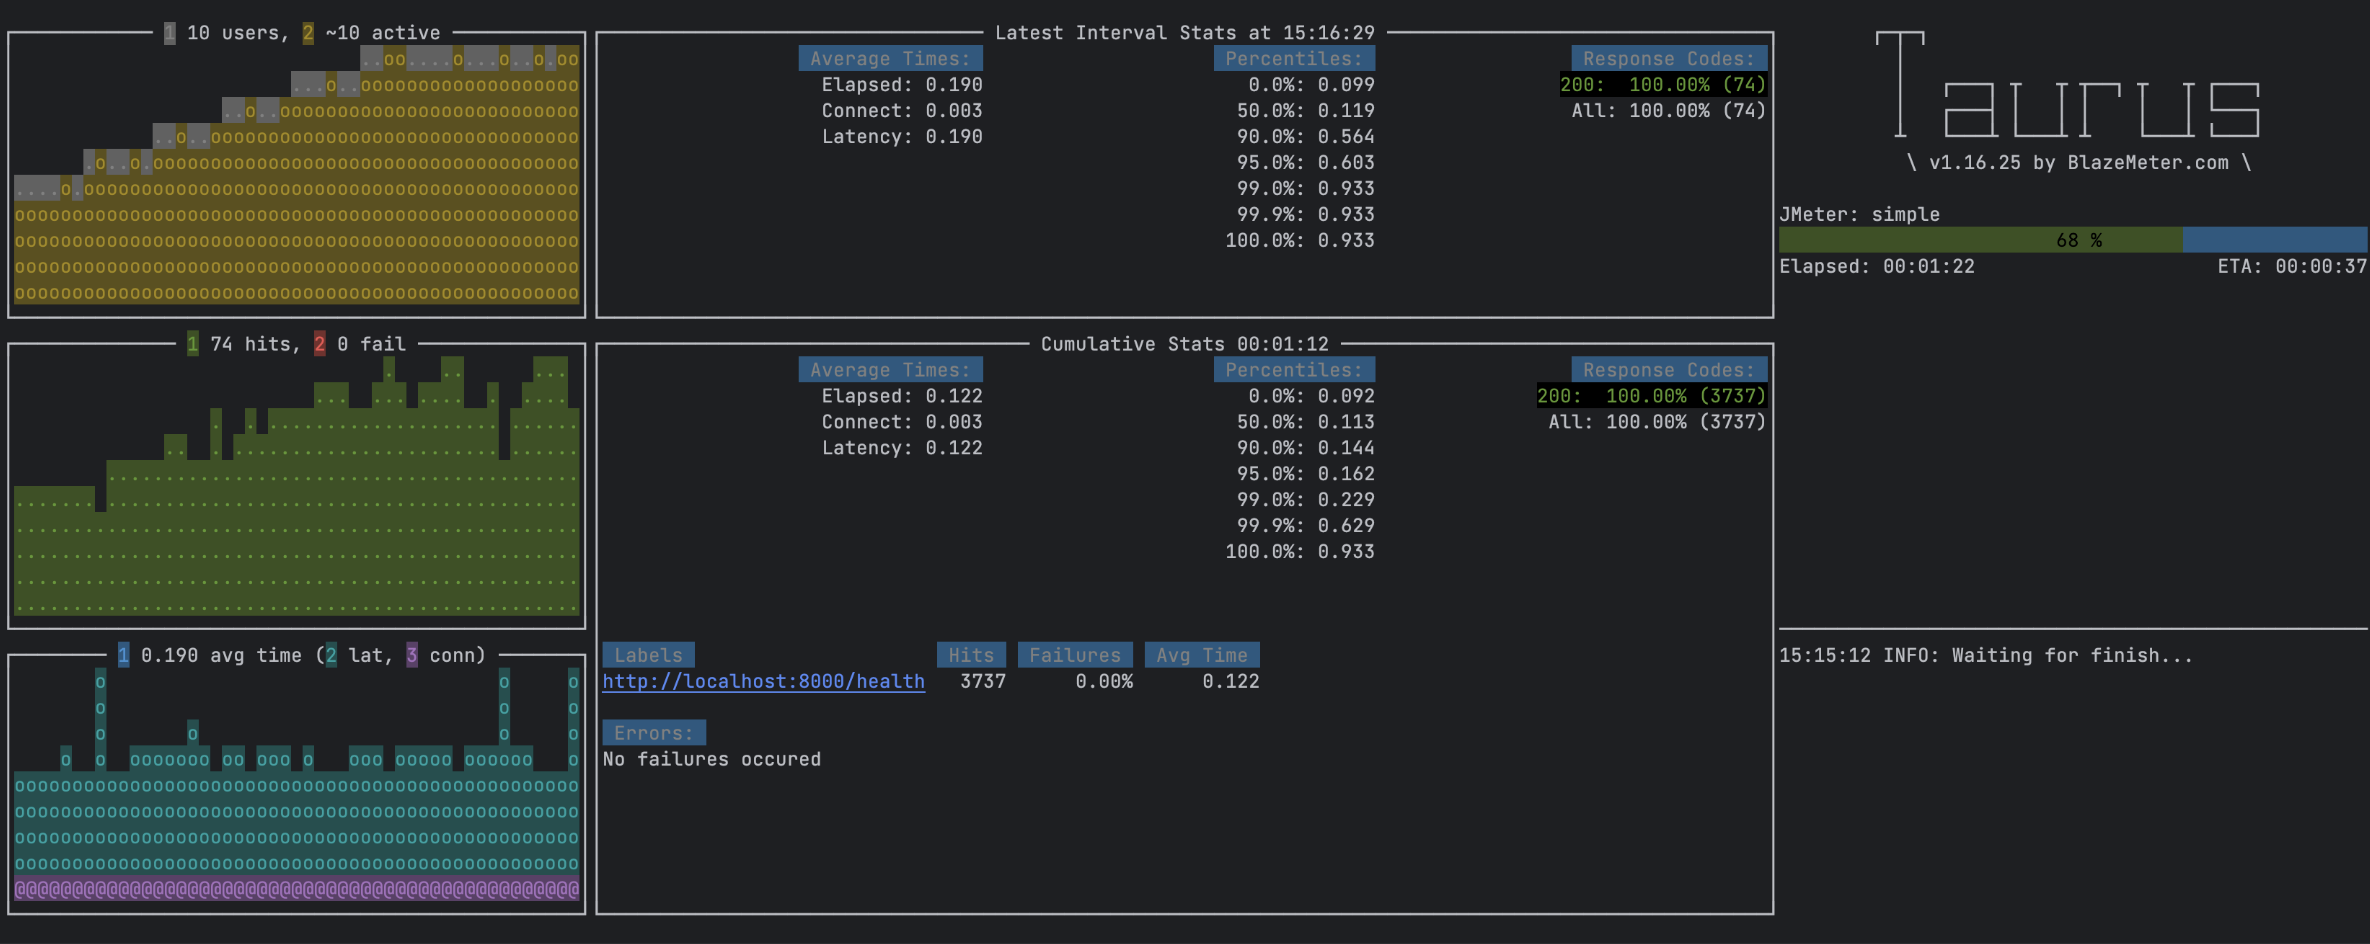 1 10 users, 2 ~10 active
1 74 hits, 2 0 fail
1 0.190 avg time (2 lat, 3 conn)
Latest Interval Stats at 15:16:29
Average Times:
Elapsed: 0.190
Connect: 0.003
Latency: 0.190
Percentiles:
0.0%: 0.099
50.0%: 0.119
90.0%: 0.564
95.0%: 0.603
99.0%: 0.933
99.9%: 0.933
100.0%: 0.933
Response Codes:
200: 100.00% (74)
All: 100.00% (74)
Cumulative Stats 00:01:12
Average Times:
Elapsed: 0.122
Connect: 0.003
Latency: 0.122
Percentiles:
0.0%: 0.092
50.0%: 0.113
90.0%: 0.144
95.0%: 0.162
99.0%: 0.229
99.9%: 0.629
100.0%: 0.933
Response Codes:
200: 100.00% (3737)
All: 100.00% (3737)
Labels Hits Failures Avg Time
http://localhost:8000/health 3737 0.00% 0.122
Errors:
No failures occured
Taurus
\ v1.16.25 by BlazeMeter.com \
JMeter: simple
68 %
Elapsed: 00:01:22 ETA: 00:00:37
15:15:12 INFO: Waiting for finish...